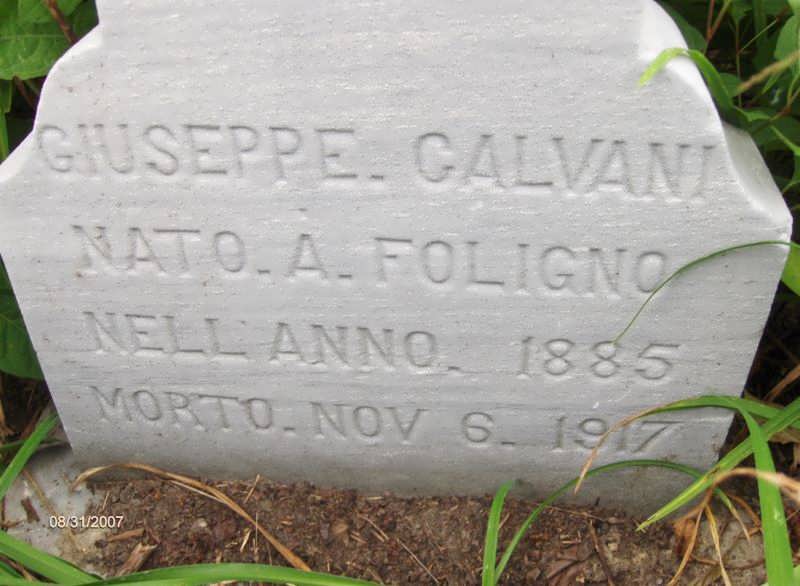 GIUSEPPE. CALVANI
NATO. A. FOLIGNO
NELL'ANNO. 1885
MORTO. NOV 6. 1917
08/31/2007